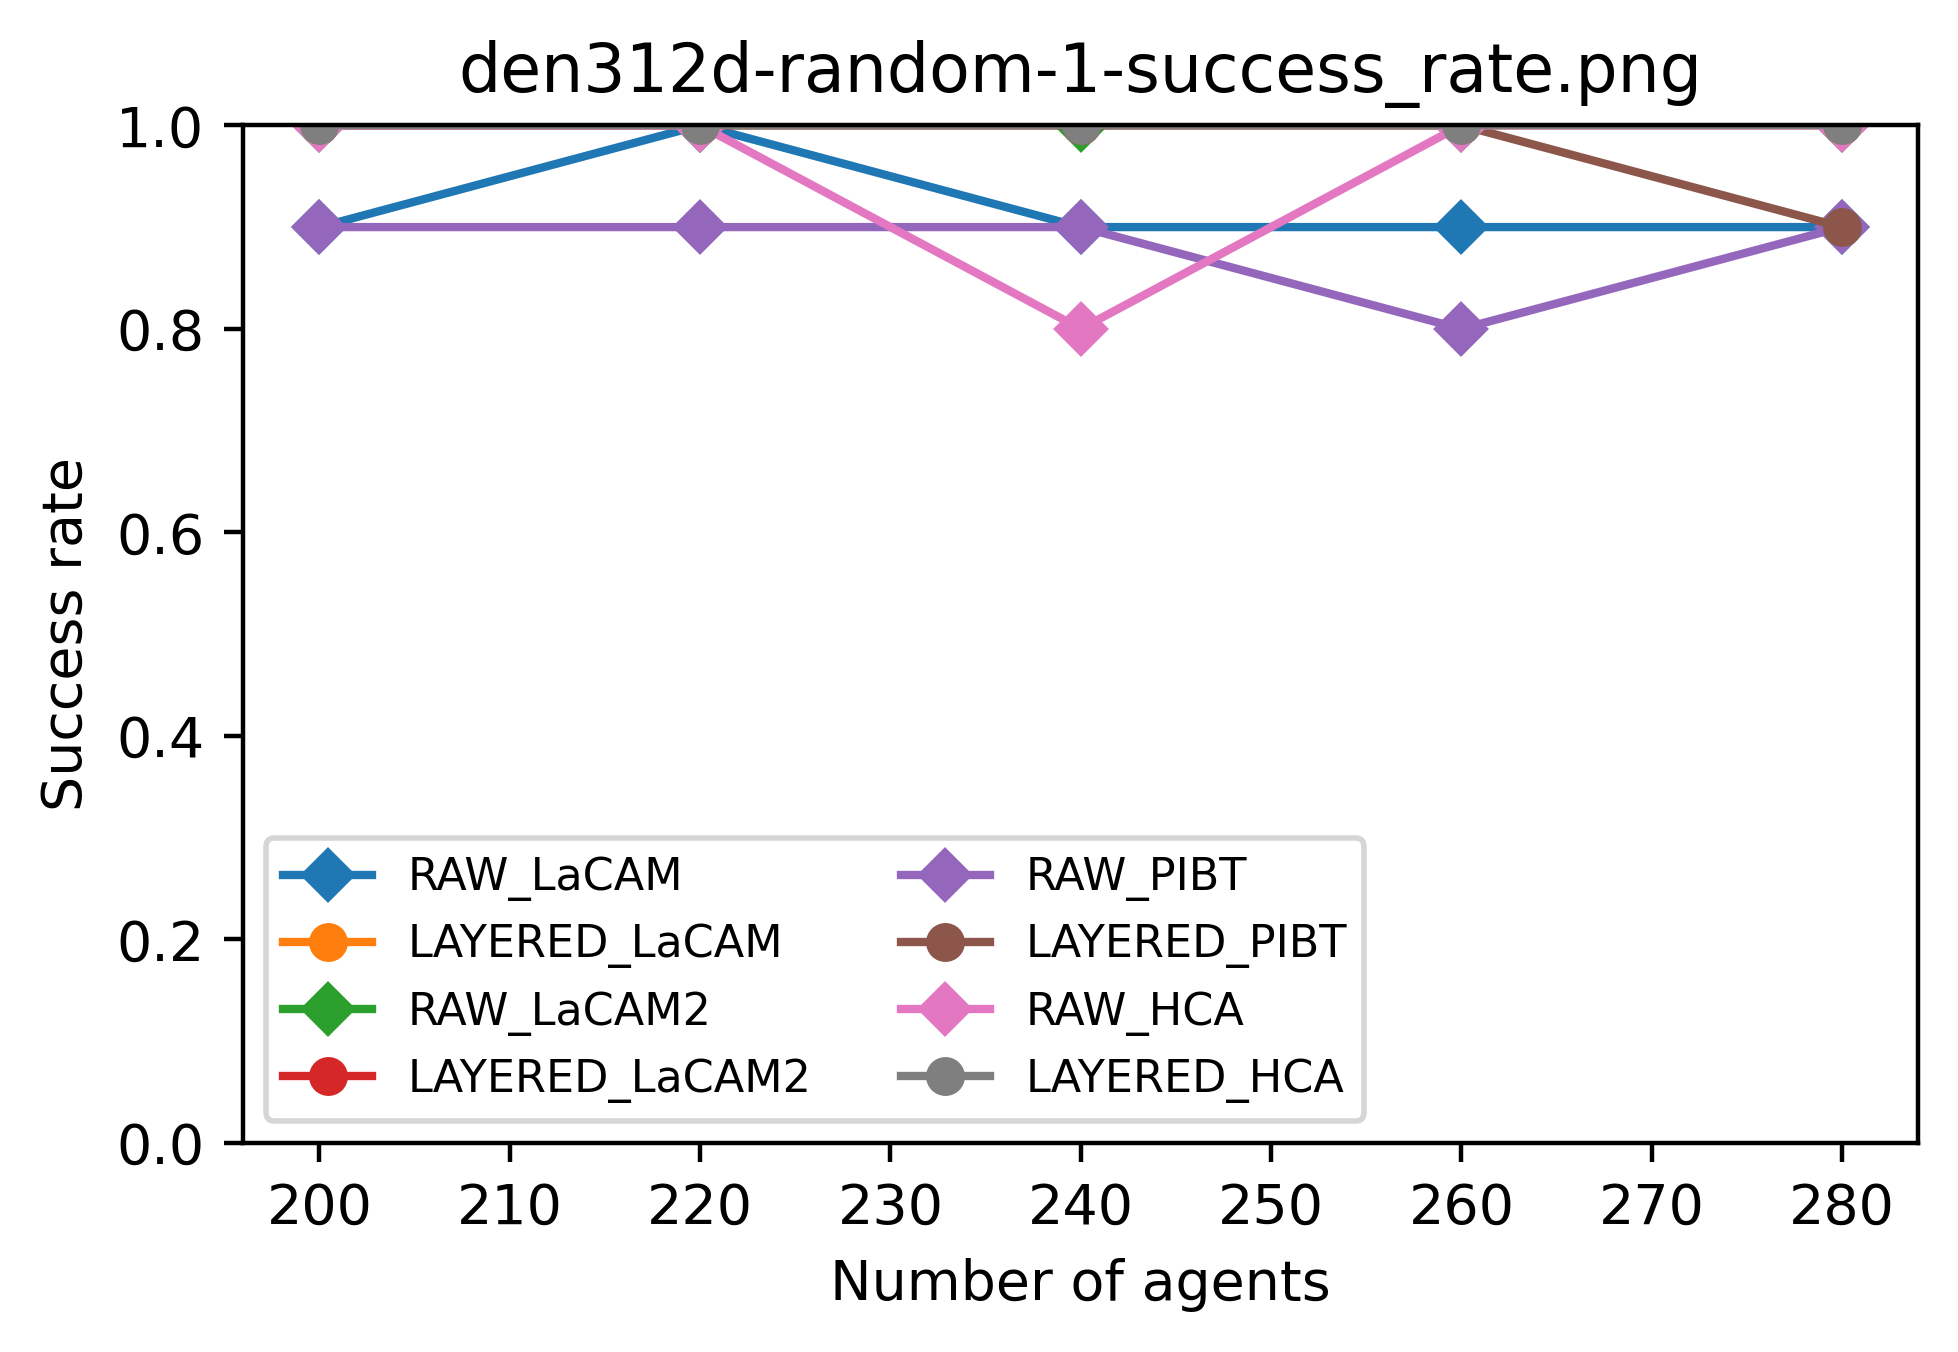 den312d-random-1-success_rate.png
1.0
0.8
0.6
0.4
0.2
0.0
Success rate
RAW_LaCAM
LAYERED_LaCAM
RAW_LaCAM2
LAYERED_LaCAM2
RAW_PIBT
LAYERED_PIBT
RAW_HCA
LAYERED_HCA
200 210 220 230 240 250 260 270 280
Number of agents